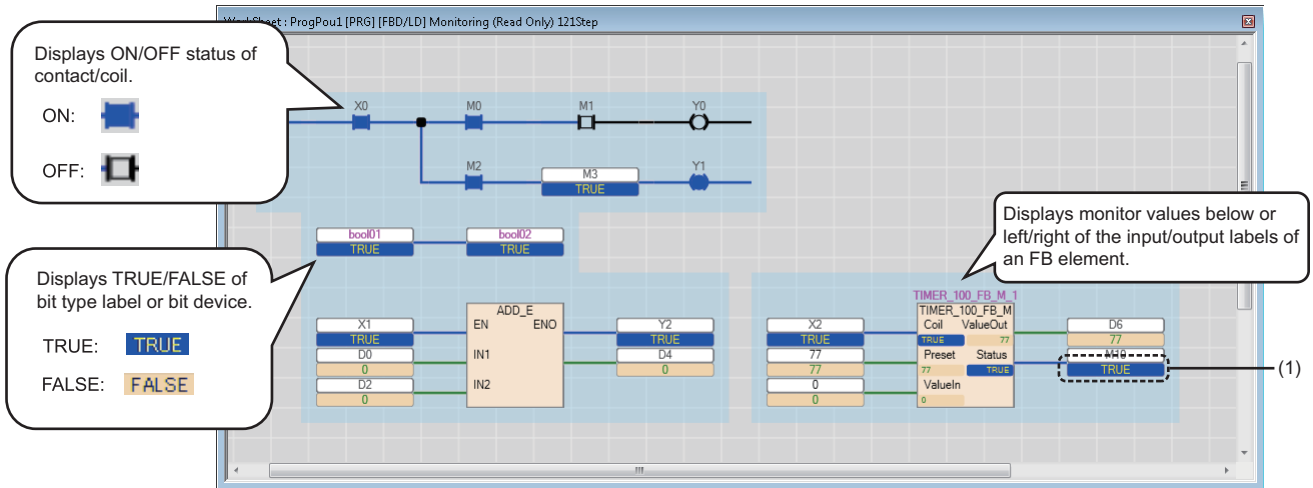 WorkSheet : ProgPou1 [PRG] [FBD/LD] Monitoring (Read Only) 121Step
Displays ON/OFF status of
contact/coil.
ON:
OFF:
X0 M0 M1 Y0
M2 M3 Y1
TRUE
Displays monitor values below or
left/right of the input/output labels of
an FB element.
bool01 bool02
TRUE TRUE
Displays TRUE/FALSE of
bit type label or bit device.
TRUE: TRUE
FALSE: FALSE
ADD_E
EN ENO
IN1
IN2
X1
TRUE
D0
0
D2
0
Y2
TRUE
D4
0
TIMER_100_FB_M_1
TIMER_100_FB_M
Coil ValueOut
TRUE 77
Preset Status
77 TRUE
ValueIn
0
X2
TRUE
77
77
0
0
D6
77
M10
TRUE
(1)